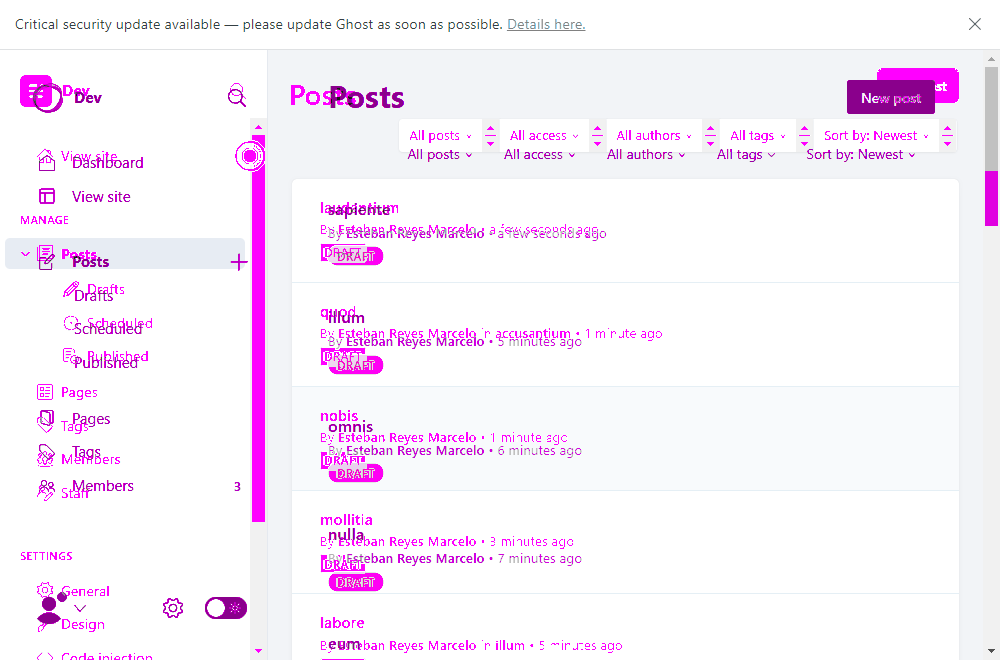 Critical security update available — please update Ghost as soon as possible. Details here.
Dev
Dev
View site
Dashboard
View site
MANAGE
Posts
Posts
Drafts
Drafts
Scheduled
Scheduled
Published
Published
Pages
Pages
Tags
Tags
Members
Members
3
Staff
SETTINGS
General
Design
Code injection
Posts
Posts
New post
All posts
All access
All authors
All tags
Sort by: Newest
All posts
All access
All authors
All tags
Sort by: Newest
laudantium
sapiente
By Esteban Reyes Marcelo • a few seconds ago
By Esteban Reyes Marcelo • a few seconds ago
DRAFT
DRAFT
quod
illum
By Esteban Reyes Marcelo in accusantium • 1 minute ago
By Esteban Reyes Marcelo • 5 minutes ago
DRAFT
DRAFT
nobis
omnis
By Esteban Reyes Marcelo • 1 minute ago
By Esteban Reyes Marcelo • 6 minutes ago
DRAFT
DRAFT
mollitia
nulla
By Esteban Reyes Marcelo • 3 minutes ago
By Esteban Reyes Marcelo • 7 minutes ago
DRAFT
DRAFT
labore
eum
By Esteban Reyes Marcelo in illum • 5 minutes ago